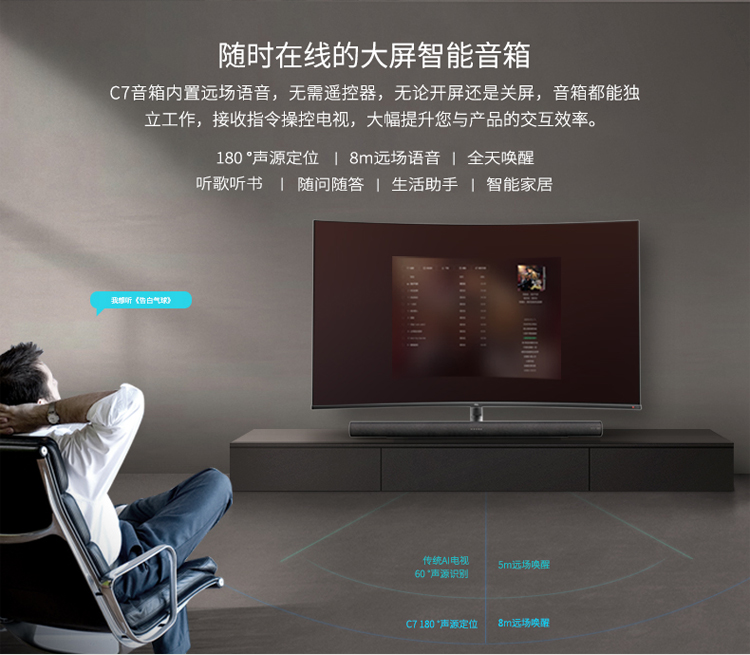 随时在线的大屏智能音箱
C7音箱内置远场语音，无需遥控器，无论开屏还是关屏，音箱都能独
立工作，接收指令操控电视，大幅提升您与产品的交互效率。
180 °声源定位 | 8m远场语音 | 全天唤醒
听歌听书 | 随问随答 | 生活助手 | 智能家居
我想听《告白气球》
传统AI电视
60 °声源识别
5m远场唤醒
C7 180 °声源定位
8m远场唤醒